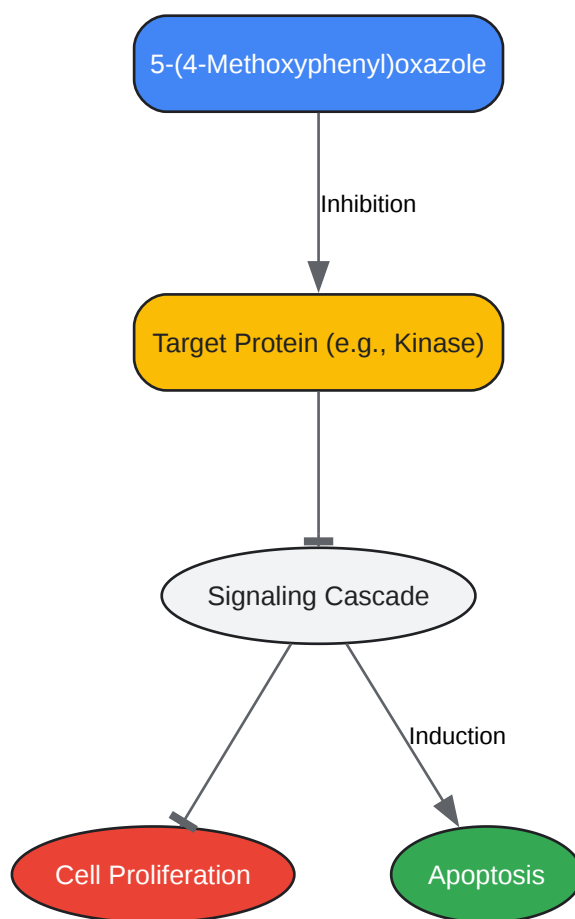 5-(4-Methoxyphenyl)oxazole
Inhibition
Target Protein (e.g., Kinase)
Signaling Cascade
Induction
Cell Proliferation
Apoptosis